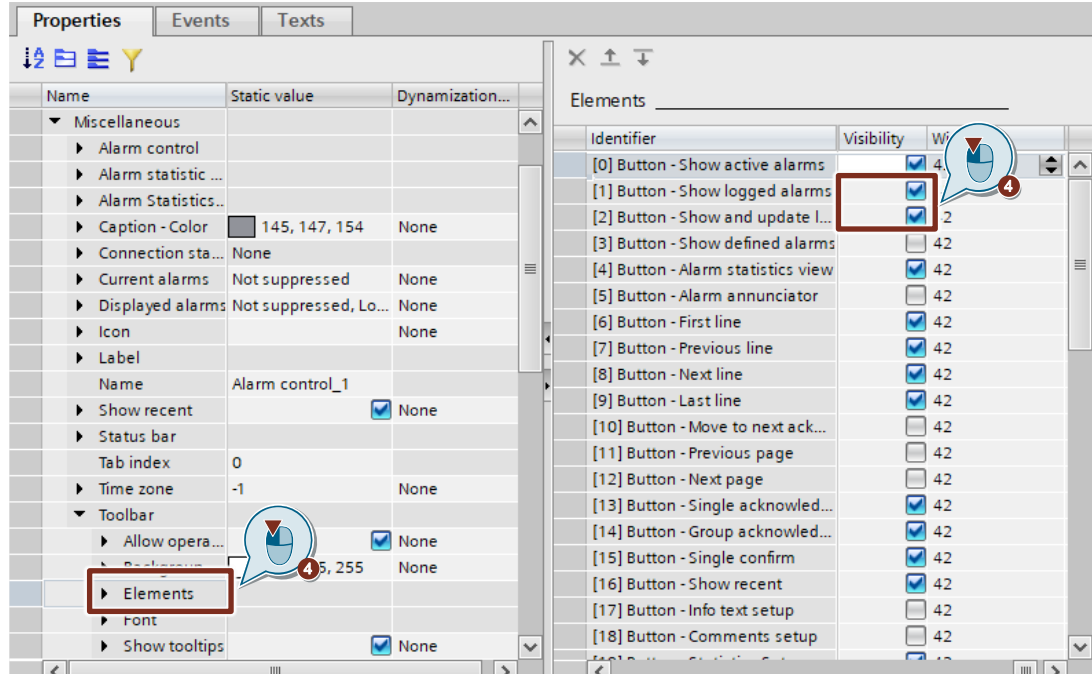 Properties
Events
Texts
Name
Static value
Dynamization...
Miscellaneous
Alarm control
Alarm statistic ...
Alarm Statistics..
Caption - Color
145, 147, 154
None
Connection sta...
None
Current alarms
Not suppressed
None
Displayed alarms
Not suppressed, Lo...
None
Icon
None
Label
Name
Alarm control_1
Show recent
None
Status bar
Tab index
0
Time zone
-1
None
Toolbar
Allow opera...
None
5, 255
None
Elements
Font
Show tooltips
None
4
Elements
Identifier
Visibility
[0] Button - Show active alarms
[1] Button - Show logged alarms
[2] Button - Show and update l...
[3] Button - Show defined alarms
42
[4] Button - Alarm statistics view
42
[5] Button - Alarm annunciator
42
[6] Button - First line
42
[7] Button - Previous line
42
[8] Button - Next line
42
[9] Button - Last line
42
[10] Button - Move to next ack...
42
[11] Button - Previous page
42
[12] Button - Next page
42
[13] Button - Single acknowled...
42
[14] Button - Group acknowled...
42
[15] Button - Single confirm
42
[16] Button - Show recent
42
[17] Button - Info text setup
42
[18] Button - Comments setup
42
4